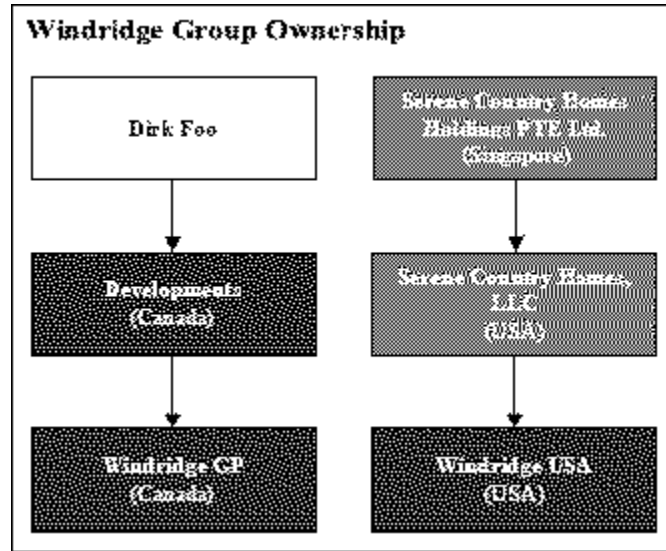 Windridge Group Ownership
Dirk Foo
Serene Country Homes
Holdings PTE Ltd.
(Singapore)
Developments
(Canada)
Serene Country Homes,
LLC
(USA)
Windridge GP
(Canada)
Windridge USA
(USA)